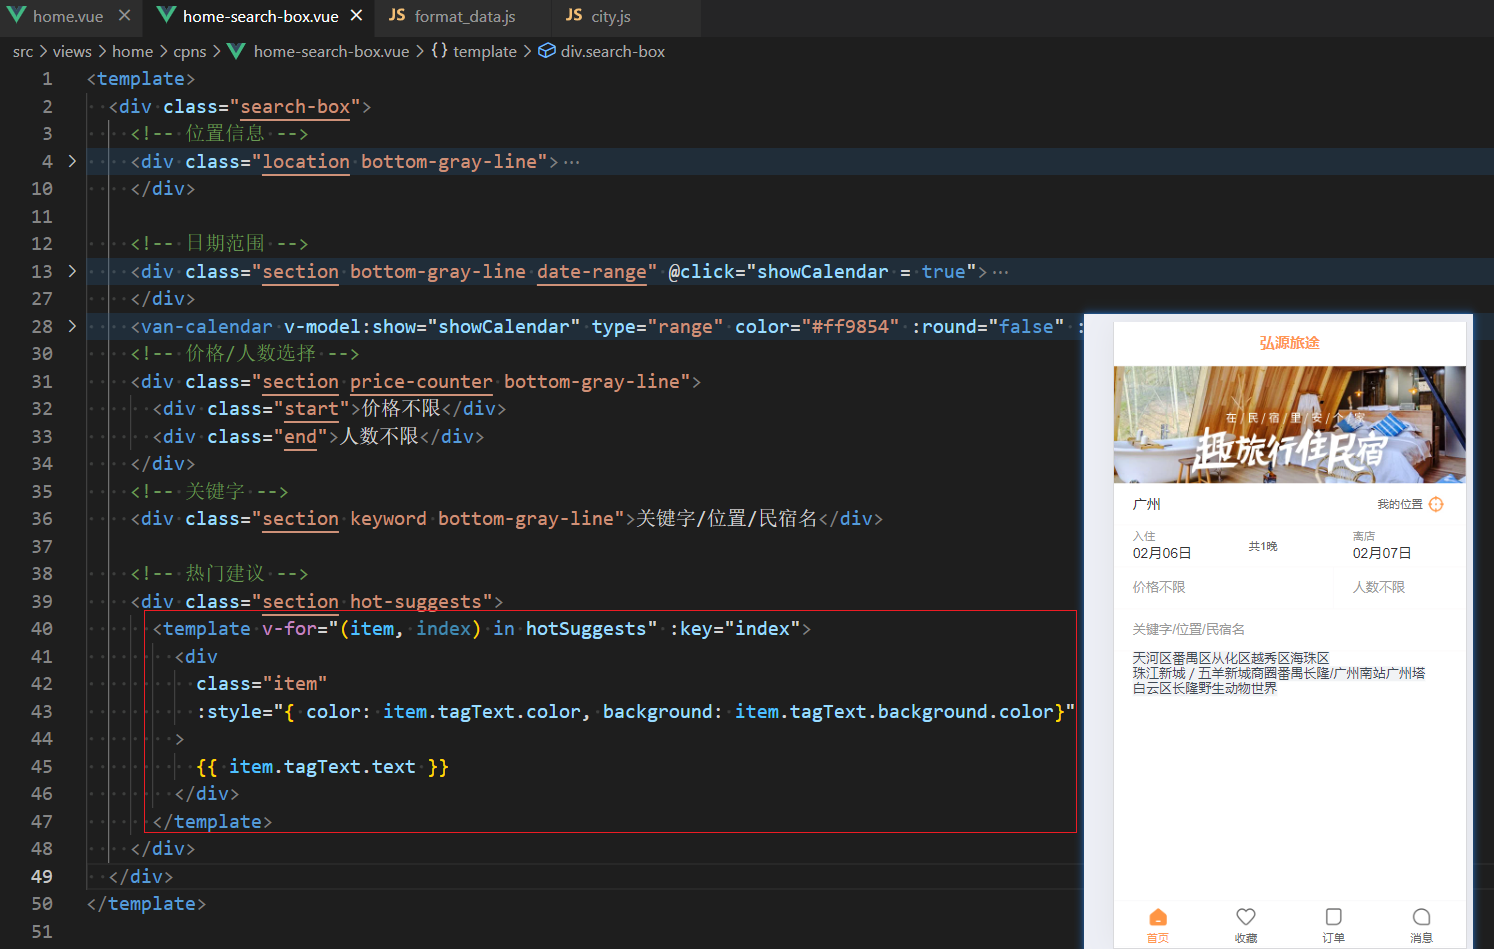 home.vue
home-search-box.vue
JS format_data.js
JS city.js
src > views > home > cpns > home-search-box.vue > {} template > div.search-box
1 <template>
2 <div class="search-box">
3 <!-- 位置信息 -->
4 <div class="location bottom-gray-line">…
10 </div>
11
12 <!-- 日期范围 -->
13 <div class="section bottom-gray-line date-range" @click="showCalendar = true">…
27 </div>
28 <van-calendar v-model:show="showCalendar" type="range" color="#ff9854" :round="false" :
30 <!-- 价格/人数选择 -->
31 <div class="section price-counter bottom-gray-line">
32 <div class="start">价格不限</div>
33 <div class="end">人数不限</div>
34 </div>
35 <!-- 关键字 -->
36 <div class="section keyword bottom-gray-line">关键字/位置/民宿名</div>
37
38 <!-- 热门建议 -->
39 <div class="section hot-suggests">
40 <template v-for="(item, index) in hotSuggests" :key="index">
41 <div
42 class="item"
43 :style="{ color: item.tagText.color, background: item.tagText.background.color}"
44 >
45 {{ item.tagText.text }}
46 </div>
47 </template>
48 </div>
49 </div>
50 </template>
51
弘源旅途
在/民/宿/里/安/个/家
趣旅行住民宿
广州 我的位置
入住 离店
02月06日 共1晚 02月07日
价格不限 人数不限
关键字/位置/民宿名
天河区番禺区从化区越秀区海珠区
珠江新城 / 五羊新城商圈番禺长隆/广州南站广州塔
白云区长隆野生动物世界
首页 收藏 订单 消息